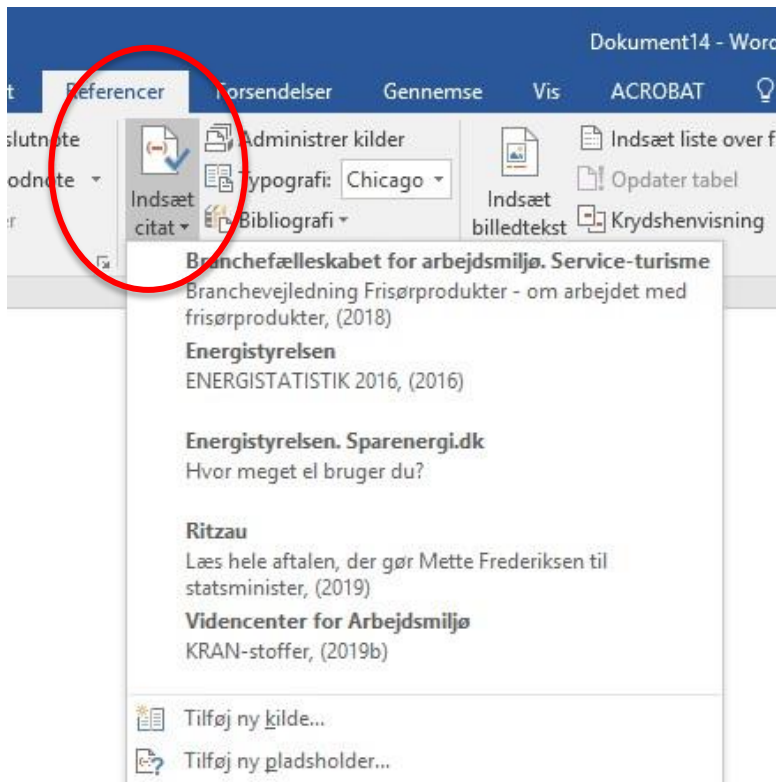 Dokument14 - Word
t Referencer Forsendelser Gennemse Vis ACROBAT
slutnote Administrer kilder Indsæt liste over f
odnote Typografi: Chicago Opdater tabel
Indsæt citat Bibliografi Indsæt billedtekst Krydshenvisning
r
Branchefælleskabet for arbejdsmiljø. Service-turisme
Branchevejledning Frisørprodukter - om arbejdet med
frisørprodukter, (2018)
Energistyrelsen
ENERGISTATISTIK 2016, (2016)
Energistyrelsen. Sparenergi.dk
Hvor meget el bruger du?
Ritzau
Læs hele aftalen, der gør Mette Frederiksen til
statsminister, (2019)
Videncenter for Arbejdsmiljø
KRAN-stoffer, (2019b)
Tilføj ny kilde...
Tilføj ny pladsholder...